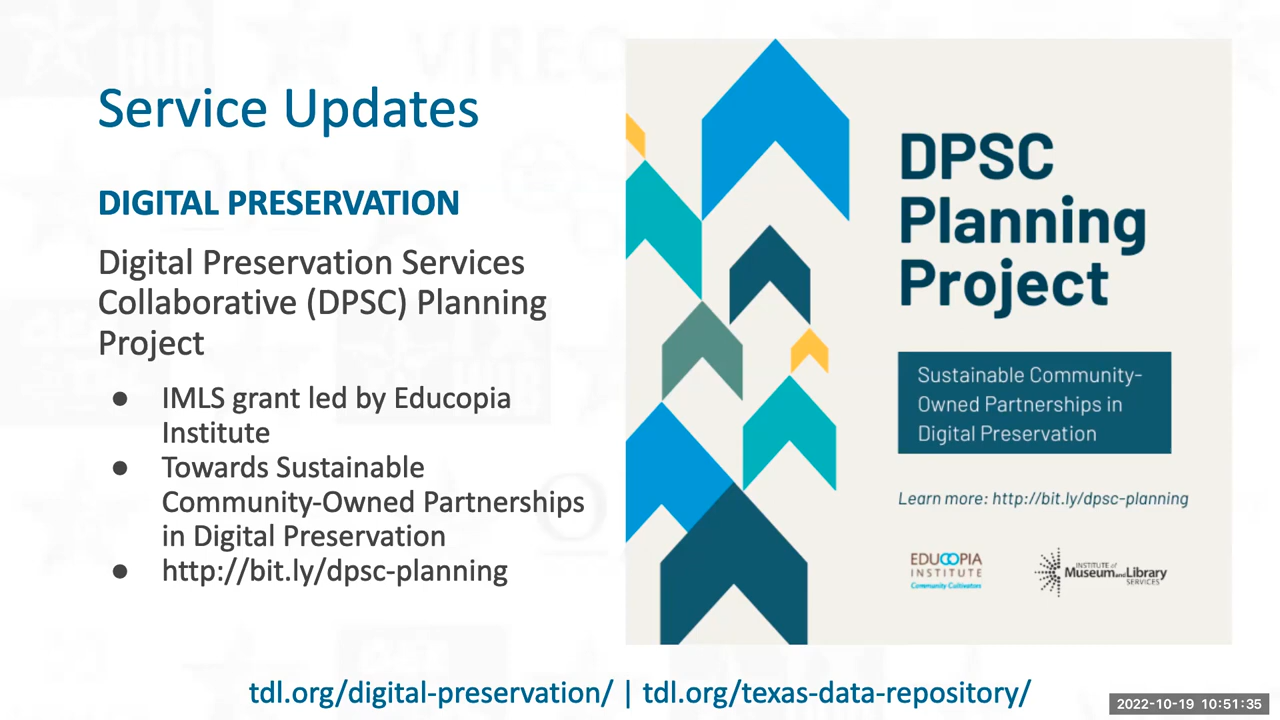 Service Updates
DIGITAL PRESERVATION
Digital Preservation Services
Collaborative (DPSC) Planning
Project
● IMLS grant led by Educopia
Institute
● Towards Sustainable
Community-Owned Partnerships
in Digital Preservation
● http://bit.ly/dpsc-planning
DPSC
Planning
Project
Sustainable Community-
Owned Partnerships in
Digital Preservation
Learn more: http://bit.ly/dpsc-planning
EDUCOPIA
INSTITUTE
Community Cultivators
INSTITUTE of
Museum and Library
SERVICES
tdl.org/digital-preservation/ | tdl.org/texas-data-repository/
2022-10-19 10:51:35
VIREO